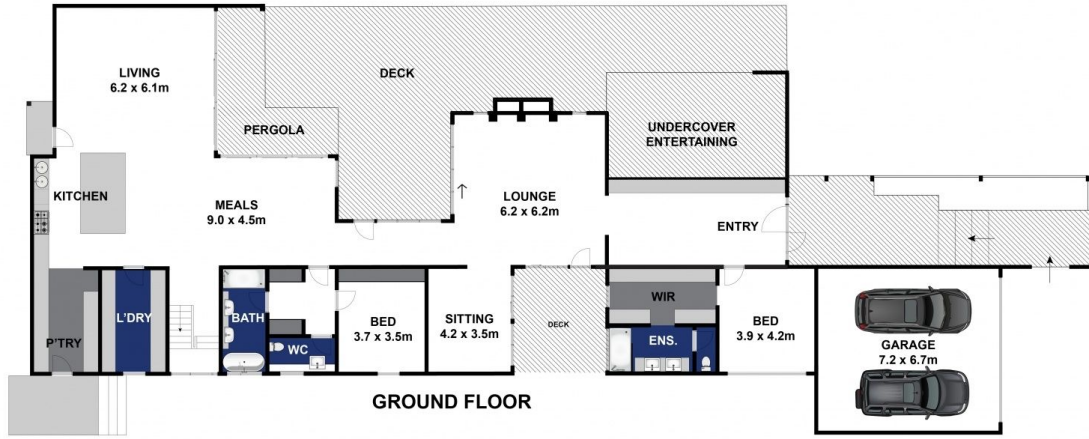 LIVING
6.2 x 6.1m
DECK
PERGOLA
UNDERCOVER
ENTERTAINING
KITCHEN
MEALS
9.0 x 4.5m
LOUNGE
6.2 x 6.2m
ENTRY
P'TRY
L'DRY
BATH
WC
BED
3.7 x 3.5m
SITTING
4.2 x 3.5m
DECK
WIR
ENS.
BED
3.9 x 4.2m
GARAGE
7.2 x 6.7m
GROUND FLOOR